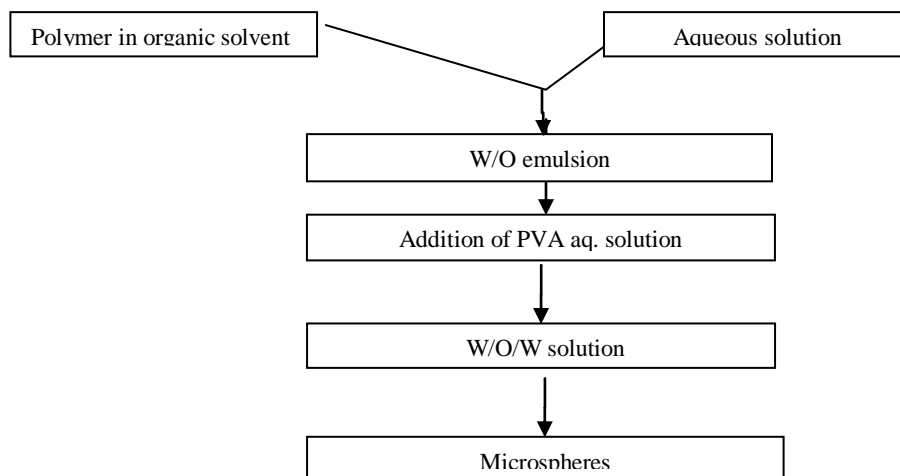 Polymer in organic solvent
Aqueous solution
W/O emulsion
Addition of PVA aq. solution
W/O/W solution
Microspheres